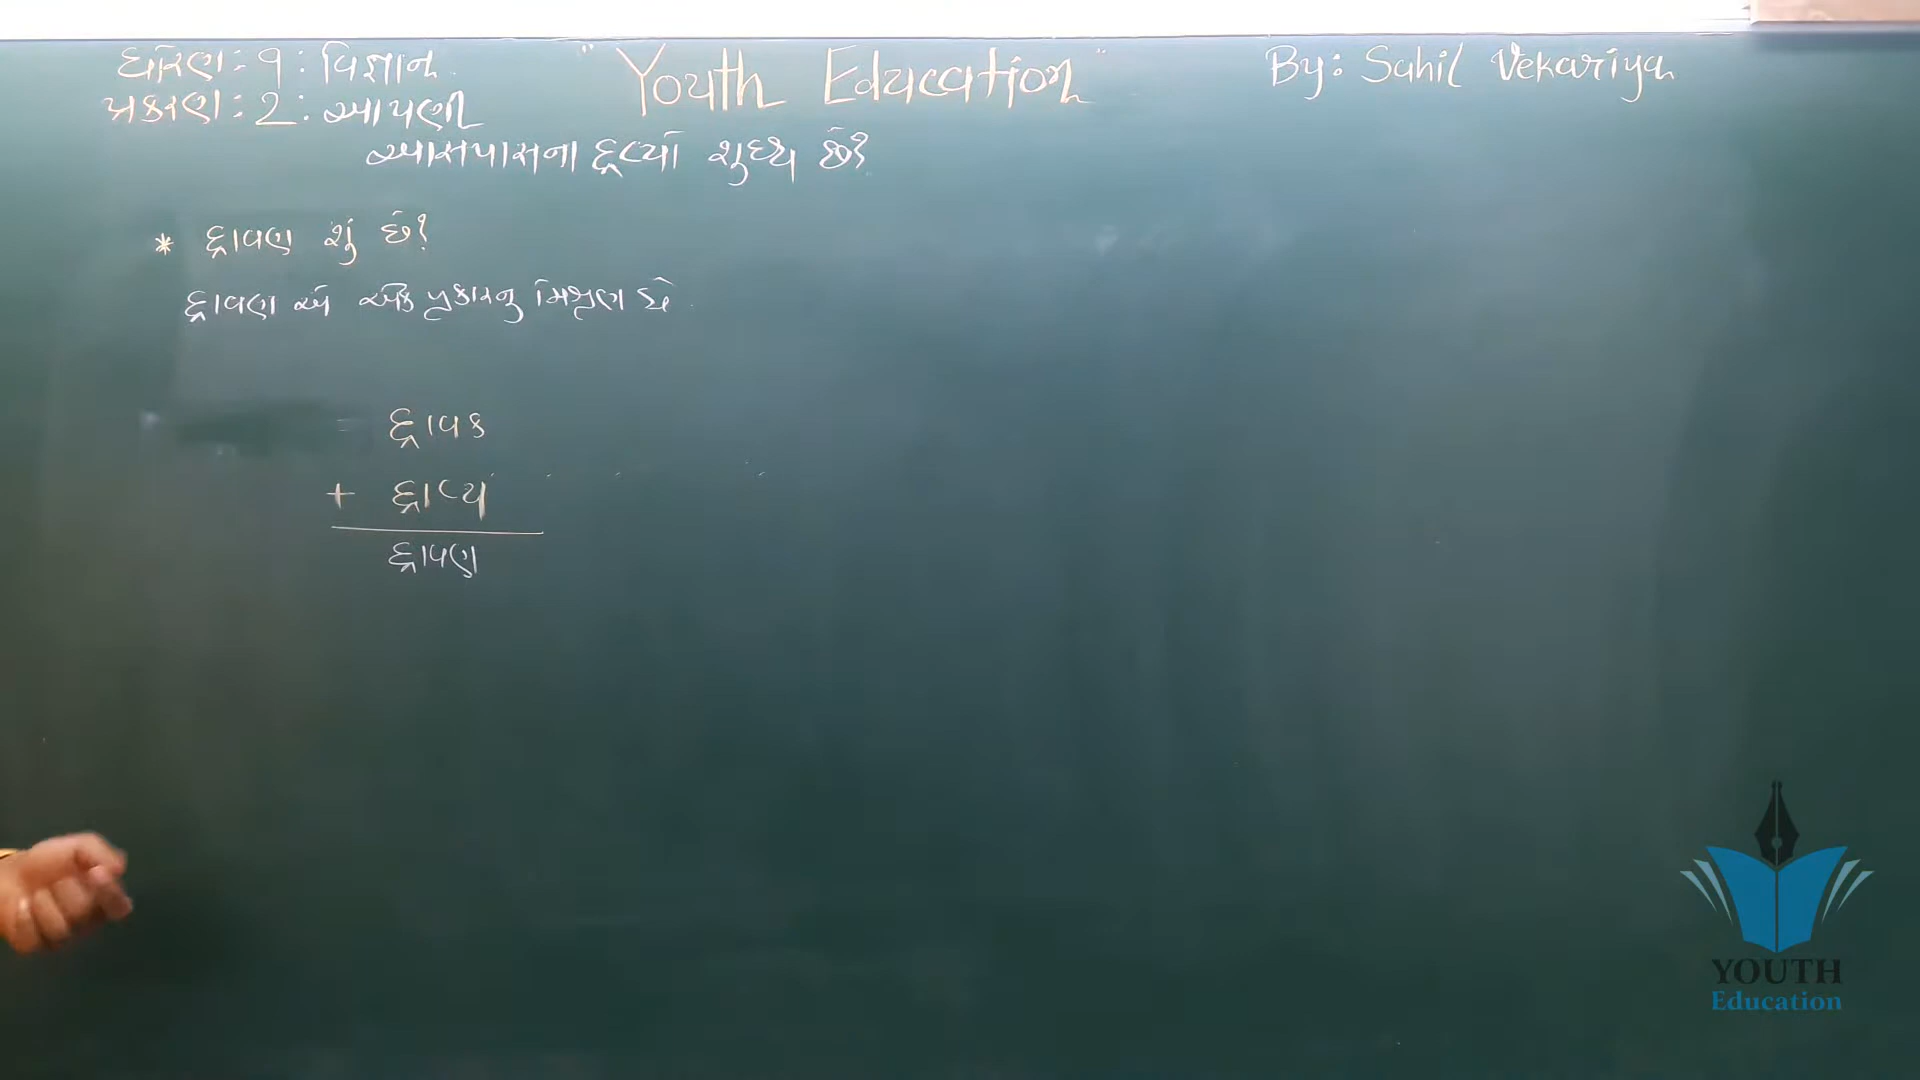 ધોરણ : ૧ : વિજ્ઞાન
"Youth Education"
By: Sahil Vekariya
પ્રકરણ : 2 : આપણી
આસપાસના દ્રવ્યો શુધ્ધ છે?
* દ્રાવણ શું છે?
દ્રાવણ એ એક પ્રકારનુ મિશ્રણ છે.
દ્રાવક
+ દ્રાવ્ય
દ્રાવણ
YOUTH
Education